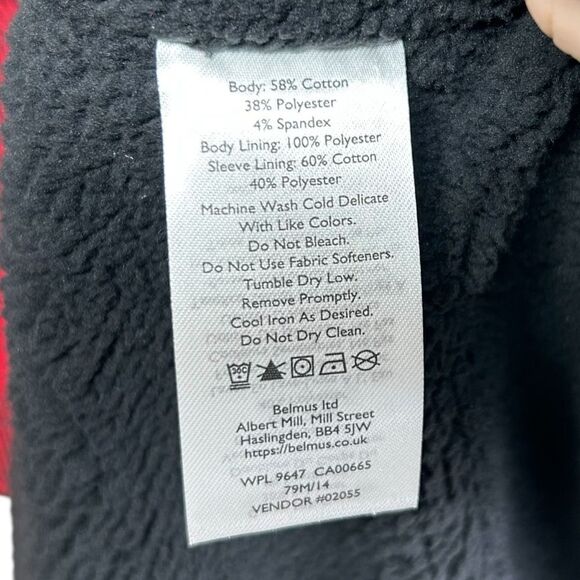 Body: 58% Cotton
38% Polyester
4% Spandex
Body Lining: 100% Polyester
Sleeve Lining: 60% Cotton
40% Polyester
Machine Wash Cold Delicate
With Like Colors.
Do Not Bleach.
Do Not Use Fabric Softeners.
Tumble Dry Low.
Remove Promptly.
Cool Iron As Desired.
Do Not Dry Clean.
Belmus ltd
Albert Mill, Mill Street
Haslingden, BB4 5JW
https://belmus.co.uk
WPL 9647 CA00665
79M/14
VENDOR #02055